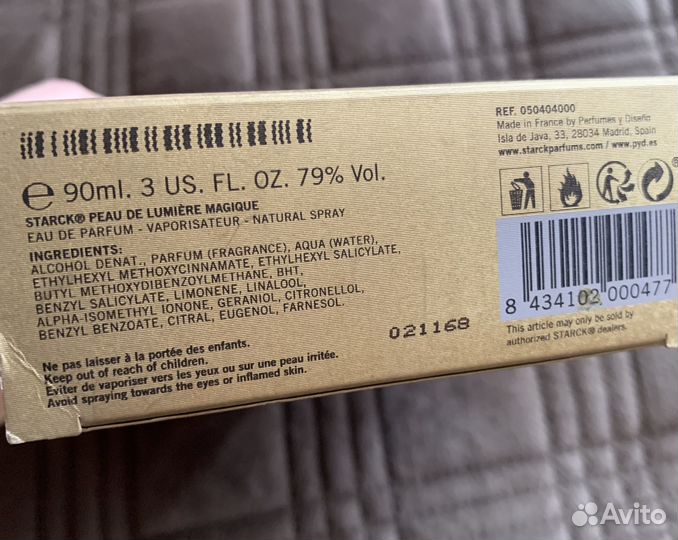 ℮ 90ml. 3 US. FL. OZ. 79% Vol.
STARCK® PEAU DE LUMIÈRE MAGIQUE
EAU DE PARFUM - VAPORISATEUR - NATURAL SPRAY
INGREDIENTS:
ALCOHOL DENAT., PARFUM (FRAGRANCE), AQUA (WATER),
ETHYLHEXYL METHOXYCINNAMATE, ETHYLHEXYL SALICYLATE,
BUTYL METHOXYDIBENZOYLMETHANE, BHT,
BENZYL SALICYLATE, LIMONENE, LINALOOL,
ALPHA-ISOMETHYL IONONE, GERANIOL, CITRONELLOL,
BENZYL BENZOATE, CITRAL, EUGENOL, FARNESOL.
021168
Ne pas laisser à la portée des enfants.
Keep out of reach of children.
Eviter de vaporiser vers les yeux ou sur une peau irritée.
Avoid spraying towards the eyes or inflamed skin.
REF. 050404000
Made in France by Perfumes y Diseño
Isla de Java, 33, 28034 Madrid, Spain
www.starckparfums.com / www.pyd.es
8 434102 000477
This article may only be sold by
authorized STARCK® dealers.
Avito